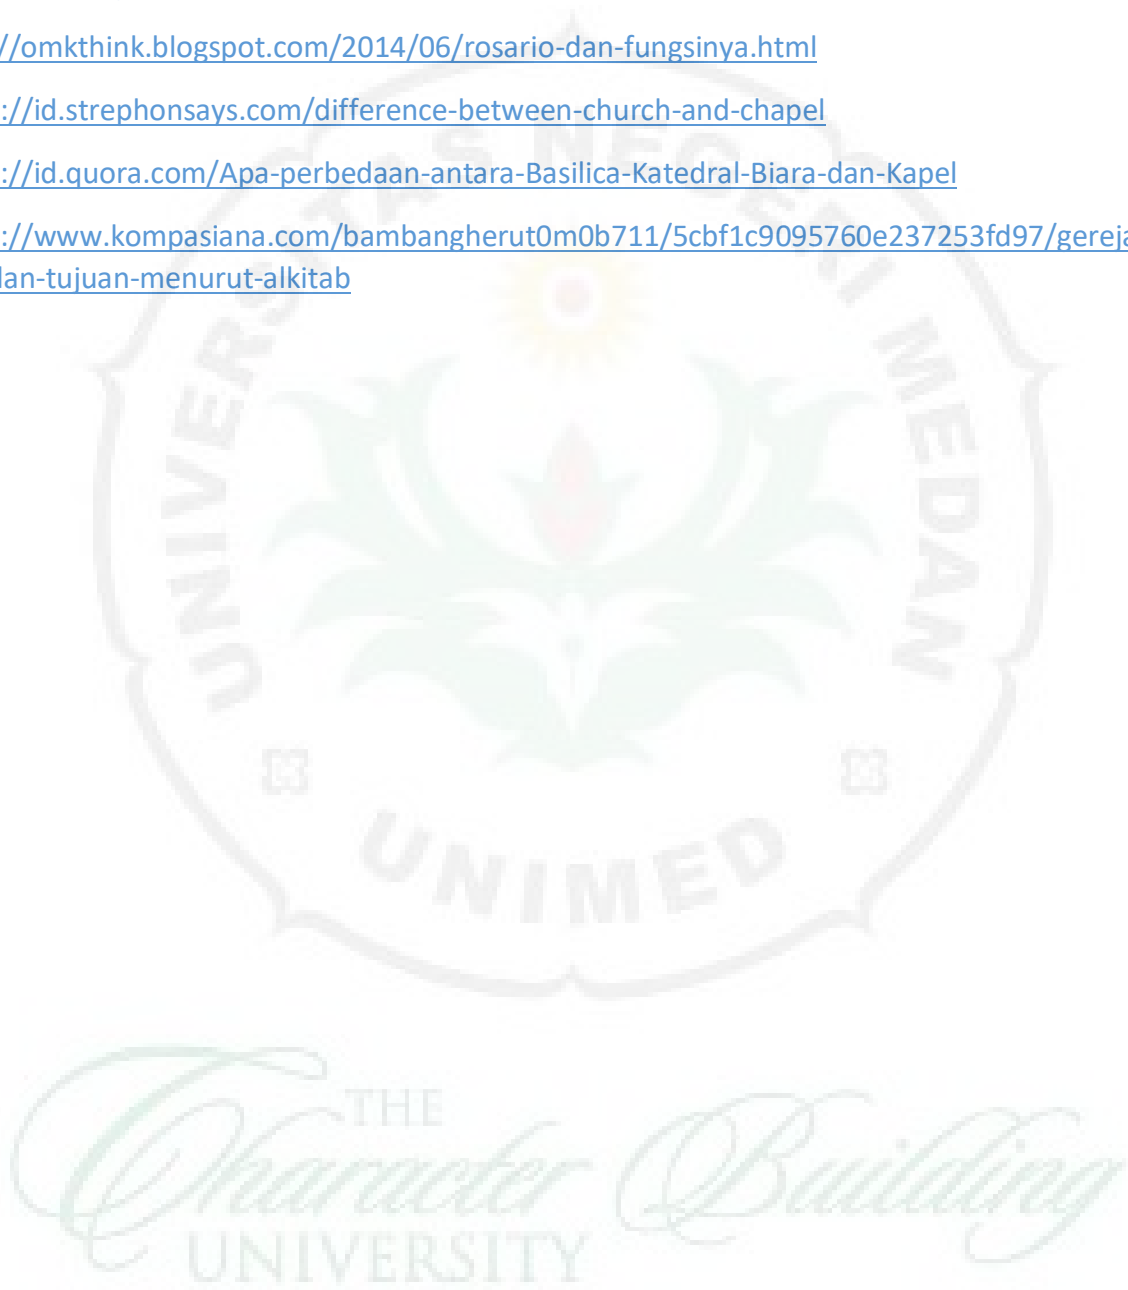 //omkthink.blogspot.com/2014/06/rosario-dan-fungsinya.html
://id.strephonsays.com/difference-between-church-and-chapel
://id.quora.com/Apa-perbedaan-antara-Basilica-Katedral-Biara-dan-Kapel
://www.kompasiana.com/bambangherut0m0b711/5cbf1c9095760e237253fd97/gereja
dan-tujuan-menurut-alkitab
UNIVERSITAS NEGERI MEDAN
UNIMED
THE
Character Building
UNIVERSITY